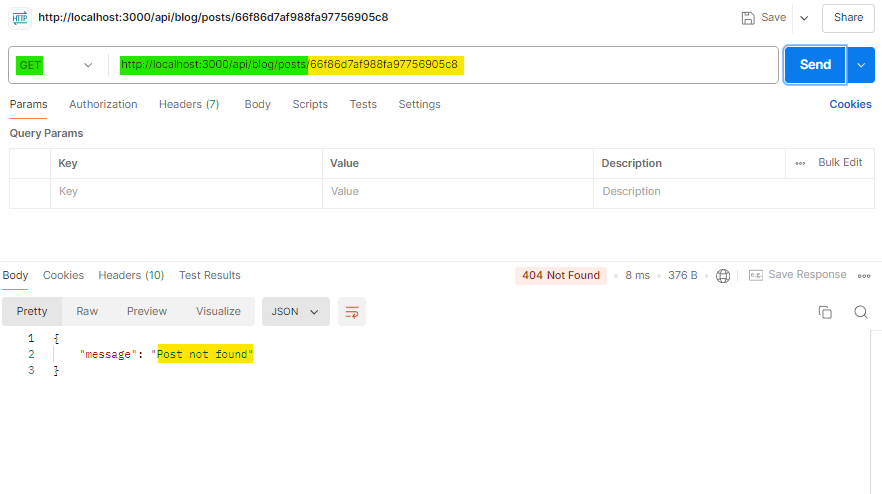 HTTP http://localhost:3000/api/blog/posts/66f86d7af988fa97756905c8 Save Share
GET http://localhost:3000/api/blog/posts/66f86d7af988fa97756905c8 Send
Params Authorization Headers (7) Body Scripts Tests Settings Cookies
Query Params
Key Value Description Bulk Edit
Key Value Description
Body Cookies Headers (10) Test Results 404 Not Found 8 ms 376 B e.g. Save Response
Pretty Raw Preview Visualize JSON
1 {
2 "message": "Post not found"
3 }